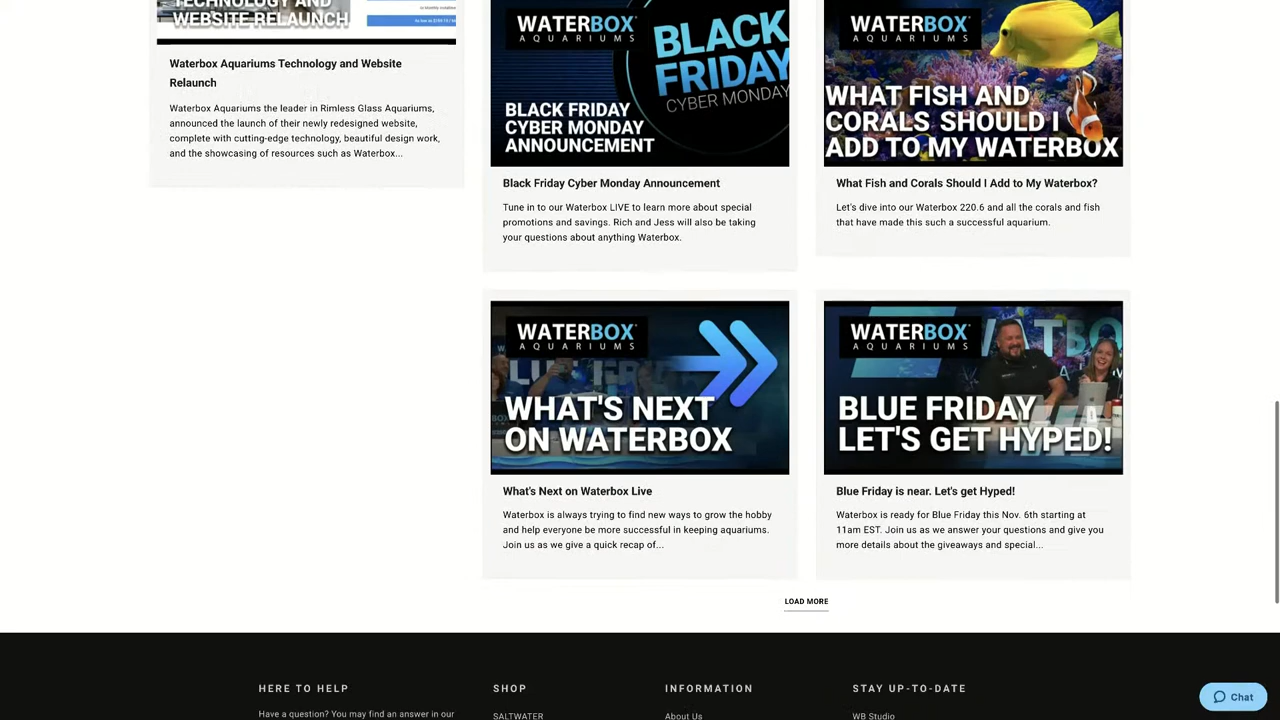 TECHNOLOGY AND
WEBSITE RELAUNCH
Waterbox Aquariums Technology and Website
Relaunch
Waterbox Aquariums the leader in Rimless Glass Aquariums,
announced the launch of their newly redesigned website,
complete with cutting-edge technology, beautiful design work,
and the showcasing of resources such as Waterbox...
WATERBOX
AQUARIUMS
BLACK
FRIDAY
CYBER MONDAY
BLACK FRIDAY
CYBER MONDAY
ANNOUNCEMENT
Black Friday Cyber Monday Announcement
Tune in to our Waterbox LIVE to learn more about special
promotions and savings. Rich and Jess will also be taking
your questions about anything Waterbox.
WATERBOX
AQUARIUMS
WHAT FISH AND
CORALS SHOULD I
ADD TO MY WATERBOX
What Fish and Corals Should I Add to My Waterbox?
Let's dive into our Waterbox 220.6 and all the corals and fish
that have made this such a successful aquarium.
WATERBOX
AQUARIUMS
WHAT'S NEXT
ON WATERBOX
What's Next on Waterbox Live
Waterbox is always trying to find new ways to grow the hobby
and help everyone be more successful in keeping aquariums.
Join us as we give a quick recap of...
WATERBOX
AQUARIUMS
BLUE FRIDAY
LET'S GET HYPED!
Blue Friday is near. Let's get Hyped!
Waterbox is ready for Blue Friday this Nov. 6th starting at
11am EST. Join us as we answer your questions and give you
more details about the giveaways and special...
LOAD MORE
HERE TO HELP
Have a question? You may find an answer in our
SHOP
SALTWATER
INFORMATION
About Us
STAY UP-TO-DATE
WB Studio
Chat